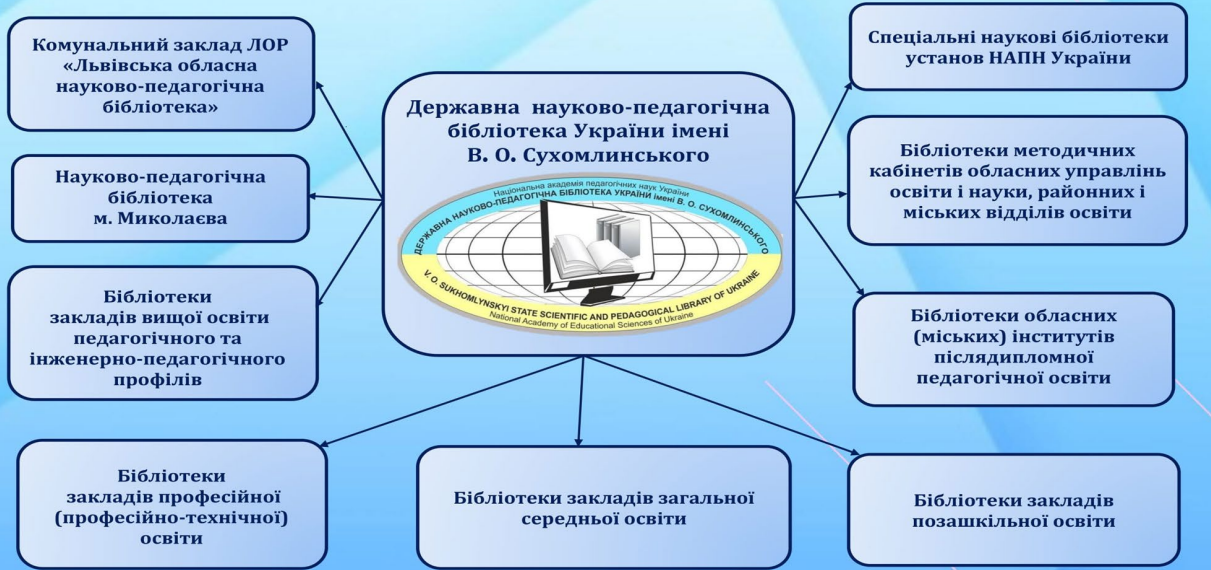 Комунальний заклад ЛОР
«Львівська обласна
науково-педагогічна
бібліотека»
Науково-педагогічна
бібліотека
м. Миколаєва
Бібліотеки
закладів вищої освіти
педагогічного та
інженерно-педагогічного
профілів
Державна науково-педагогічна
бібліотека України імені
В. О. Сухомлинського
Національна академія педагогічних наук України
ДЕРЖАВНА НАУКОВО-ПЕДАГОГІЧНА БІБЛІОТЕКА УКРАЇНИ імені В. О. СУХОМЛИНСЬКОГО
V. O. SUKHOMLYNSKYI STATE SCIENTIFIC AND PEDAGOGICAL LIBRARY OF UKRAINE
National Academy of Educational Sciences of Ukraine
Спеціальні наукові бібліотеки
установ НАПН України
Бібліотеки методичних
кабінетів обласних управлінь
освіти і науки, районних і
міських відділів освіти
Бібліотеки обласних
(міських) інститутів
післядипломної
педагогічної освіти
Бібліотеки
закладів професійної
(професійно-технічної)
освіти
Бібліотеки закладів загальної
середньої освіти
Бібліотеки закладів
позашкільної освіти